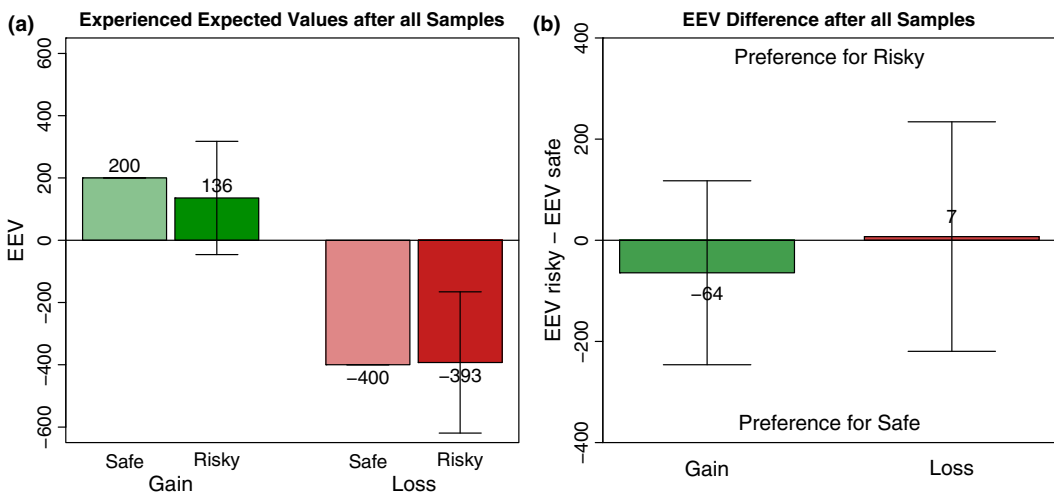 (a)
Experienced Expected Values after all Samples
EEV
600
400
200
0
−200
−400
−600
200
136
−400
−393
Safe
Risky
Safe
Risky
Gain
Loss
(b)
EEV Difference after all Samples
EEV risky − EEV safe
400
200
0
−200
−400
Preference for Risky
7
−64
Preference for Safe
Gain
Loss